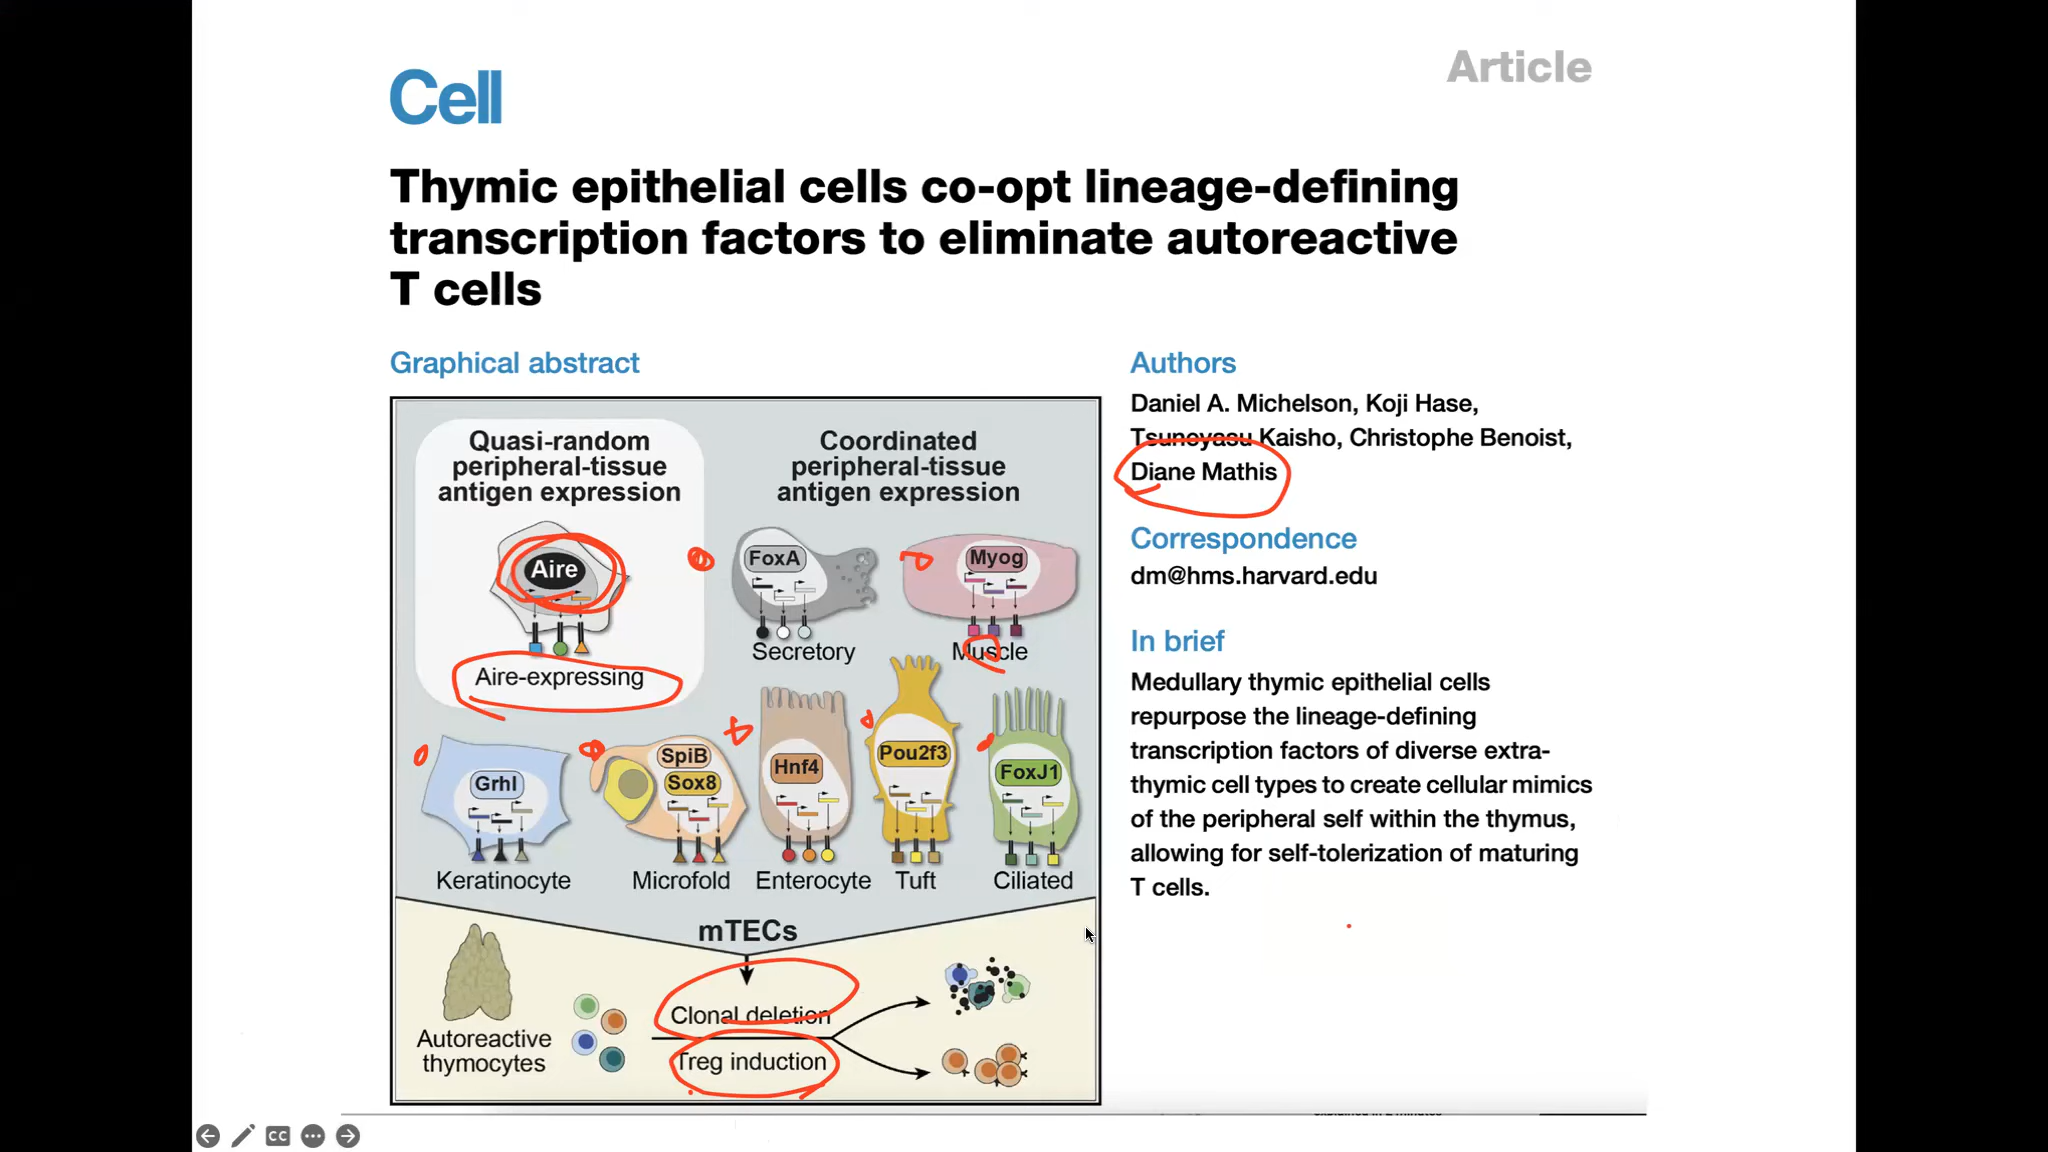 Cell
Article
Thymic epithelial cells co-opt lineage-defining
transcription factors to eliminate autoreactive
T cells
Graphical abstract
Quasi-random
peripheral-tissue
antigen expression
Coordinated
peripheral-tissue
antigen expression
Aire
Aire-expressing
FoxA
Secretory
Myog
Muscle
Grhl
Keratinocyte
SpiB
Sox8
Microfold
Hnf4
Enterocyte
Pou2f3
Tuft
FoxJ1
Ciliated
mTECs
Autoreactive
thymocytes
Clonal deletion
Treg induction
Authors
Daniel A. Michelson, Koji Hase,
Tsuneyasu Kaisho, Christophe Benoist,
Diane Mathis
Correspondence
dm@hms.harvard.edu
In brief
Medullary thymic epithelial cells
repurpose the lineage-defining
transcription factors of diverse extra-
thymic cell types to create cellular mimics
of the peripheral self within the thymus,
allowing for self-tolerization of maturing
T cells.
CC